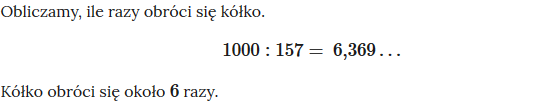 Obliczamy, ile razy obróci się kółko.
1000 : 157 = 6,369...
Kółko obróci się około 6 razy.